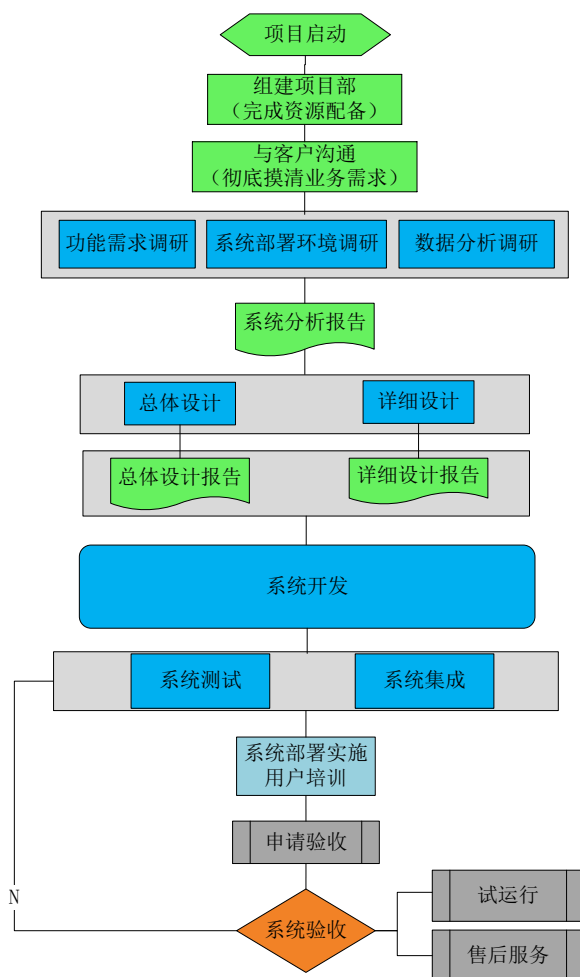 项目启动
组建项目部
（完成资源配备）
与客户沟通
（彻底摸清业务需求）
功能需求调研
系统部署环境调研
数据分析调研
系统分析报告
总体设计
详细设计
总体设计报告
详细设计报告
系统开发
系统测试
系统集成
系统部署实施
用户培训
申请验收
N
系统验收
试运行
售后服务